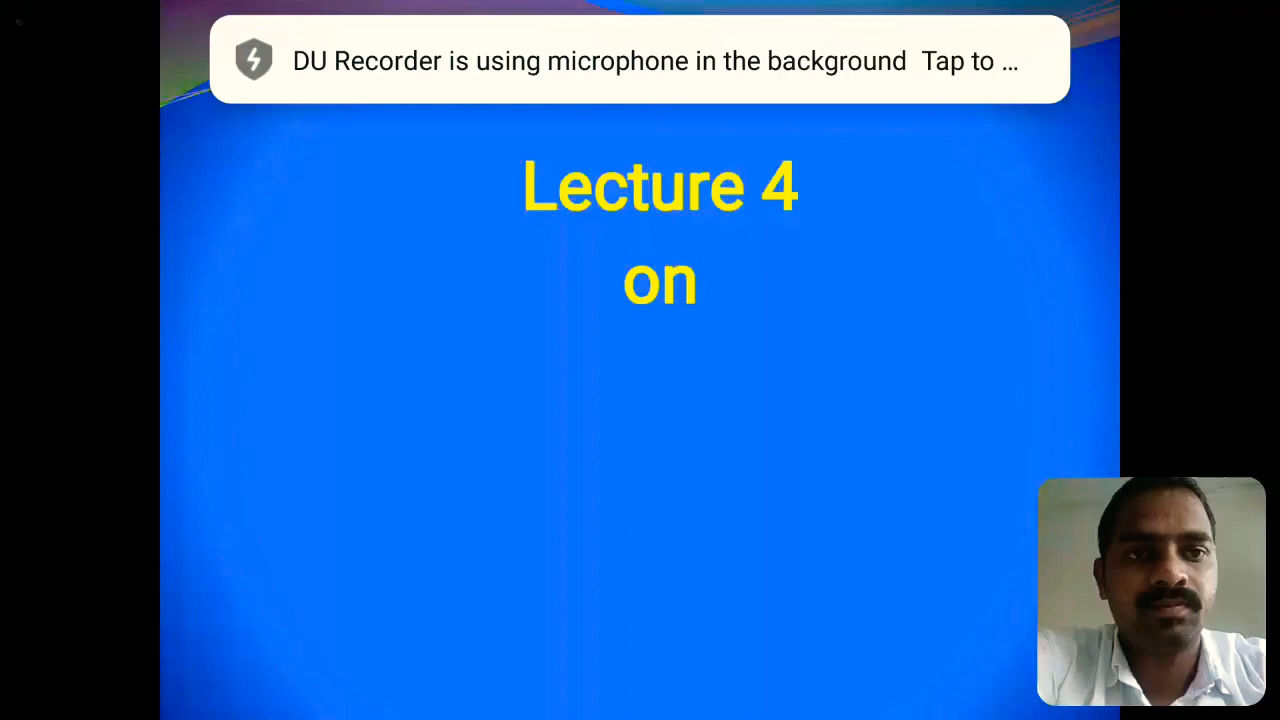 DU Recorder is using microphone in the background Tap to ...
Lecture 4
on